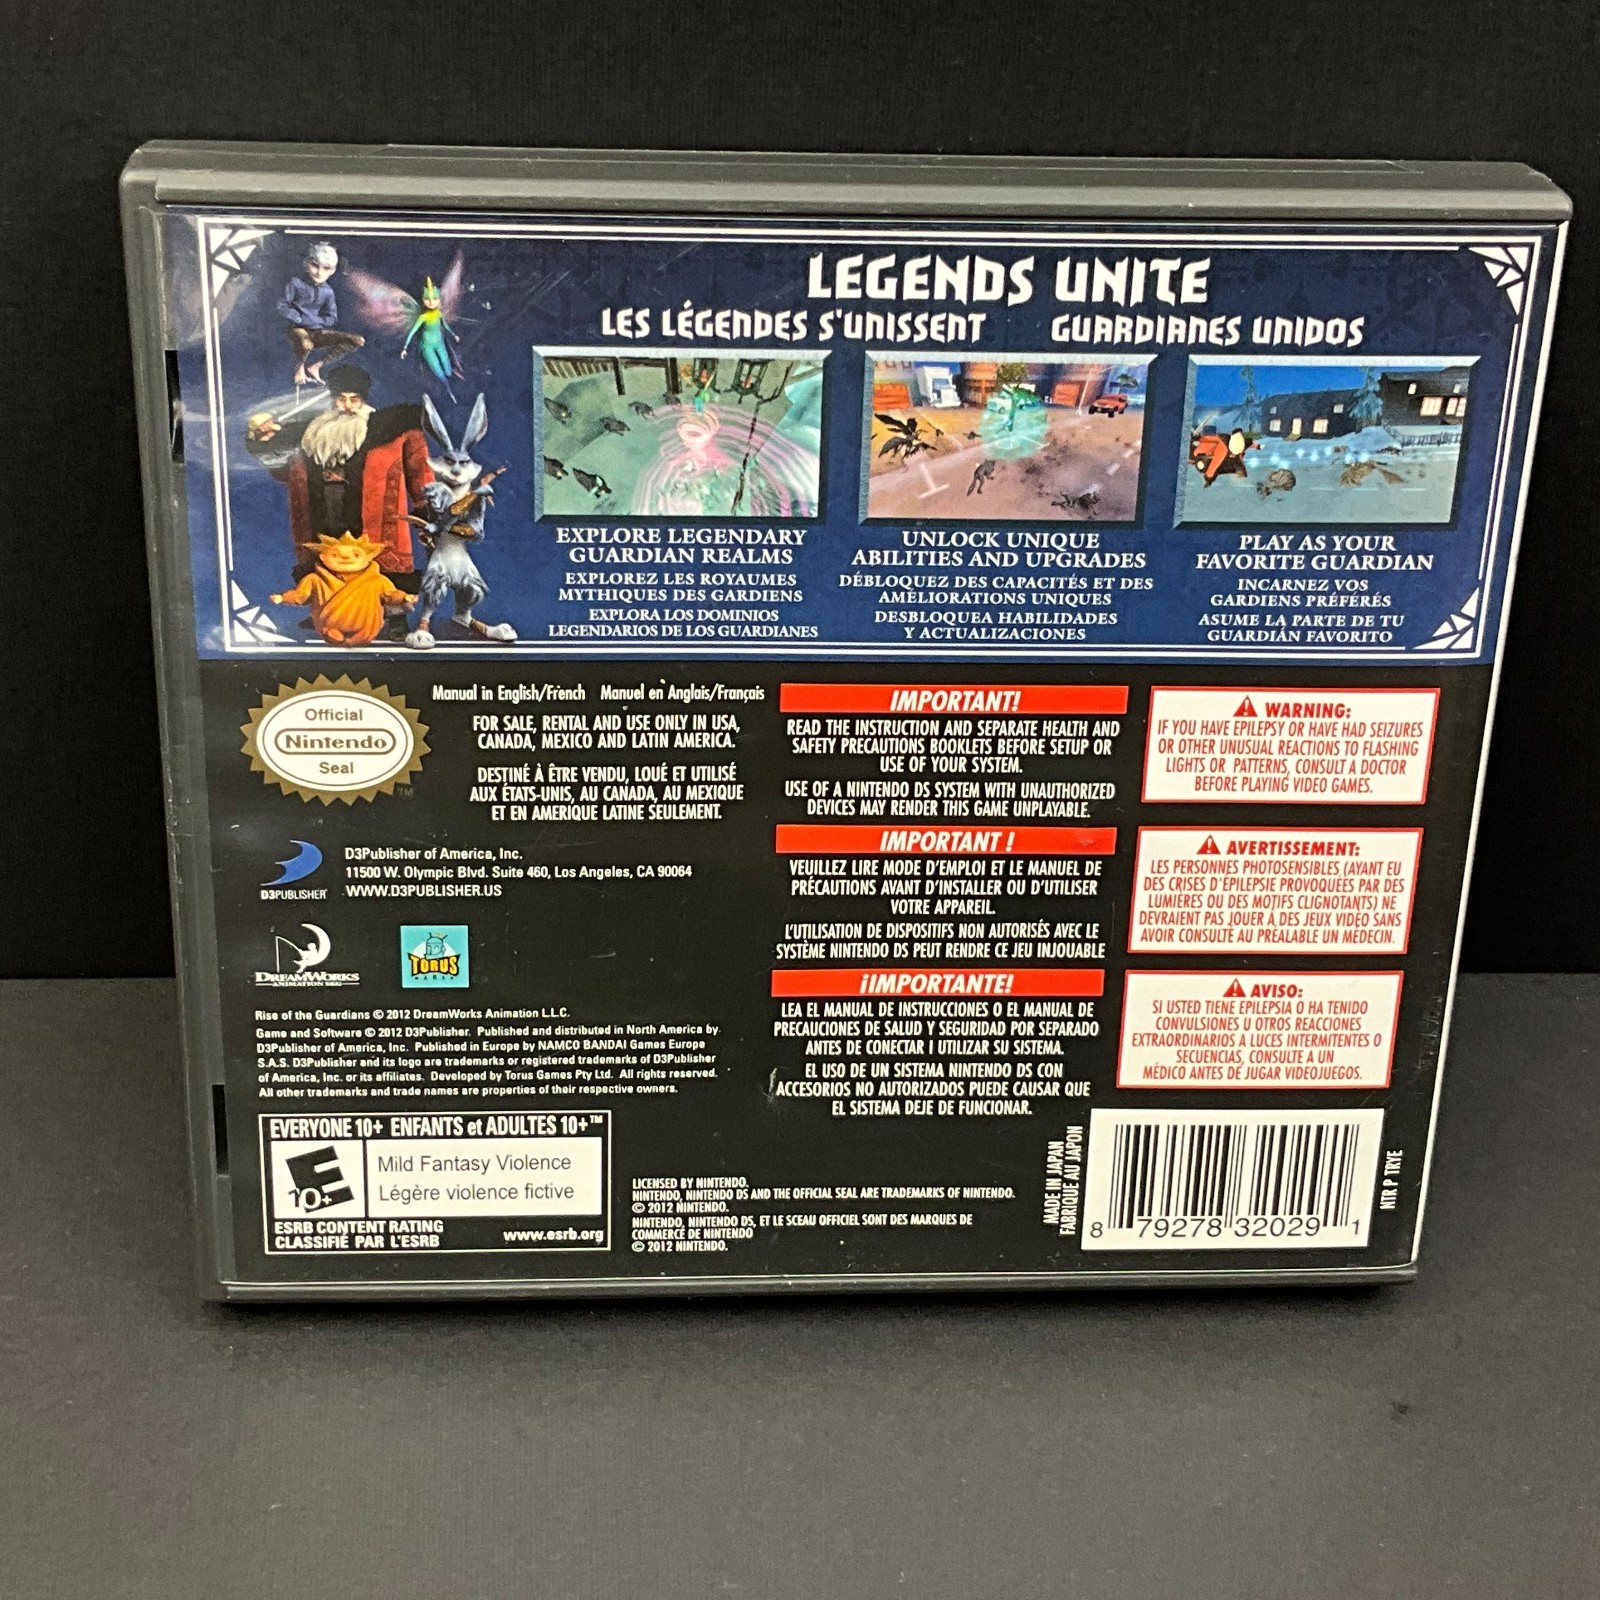 LEGENDS UNITE
LES LÉGENDES S'UNISSENT
GUARDIANES UNIDOS
EXPLORE LEGENDARY
GUARDIAN REALMS
EXPLOREZ LES ROYAUMES
MYTHIQUES DES GARDIENS
EXPLORA LOS DOMINIOS
LEGENDARIOS DE LOS GUARDIANES
UNLOCK UNIQUE
ABILITIES AND UPGRADES
DÉBLOQUEZ DES CAPACITÉS ET DES
AMÉLIORATIONS UNIQUES
DESBLOQUEA HABILIDADES
Y ACTUALIZACIONES
PLAY AS YOUR
FAVORITE GUARDIAN
INCARNEZ VOS
GARDIENS PRÉFÉRÉS
ASUME LA PARTE DE TU
GUARDIÁN FAVORITO
Official
Nintendo
Seal
TM
Manual in English/French Manuel en Anglais/Français
FOR SALE, RENTAL AND USE ONLY IN USA,
CANADA, MEXICO AND LATIN AMERICA.
DESTINÉ À ÊTRE VENDU, LOUÉ ET UTILISÉ
AUX ÉTATS-UNIS, AU CANADA, AU MEXIQUE
ET EN AMERIQUE LATINE SEULEMENT.
D3PUBLISHER
D3Publisher of America, Inc.
11500 W. Olympic Blvd. Suite 460, Los Angeles, CA 90064
WWW.D3PUBLISHER.US
DREAMWORKS
ANIMATION SKG
TORUS
GAMES
Rise of the Guardians © 2012 DreamWorks Animation L.L.C.
Game and Software © 2012 D3Publisher. Published and distributed in North America by
D3Publisher of America, Inc. Published in Europe by NAMCO BANDAI Games Europe
S.A.S. D3Publisher and its logo are trademarks or registered trademarks of D3Publisher
of America, Inc. or its affiliates. Developed by Torus Games Pty Ltd. All rights reserved.
All other trademarks and trade names are properties of their respective owners.
IMPORTANT!
READ THE INSTRUCTION AND SEPARATE HEALTH AND
SAFETY PRECAUTIONS BOOKLETS BEFORE SETUP OR
USE OF YOUR SYSTEM.
USE OF A NINTENDO DS SYSTEM WITH UNAUTHORIZED
DEVICES MAY RENDER THIS GAME UNPLAYABLE.
IMPORTANT !
VEUILLEZ LIRE MODE D'EMPLOI ET LE MANUEL DE
PRÉCAUTIONS AVANT D'INSTALLER OU D'UTILISER
VOTRE APPAREIL.
L'UTILISATION DE DISPOSITIFS NON AUTORISÉS AVEC LE
SYSTÈME NINTENDO DS PEUT RENDRE CE JEU INJOUABLE
¡IMPORTANTE!
LEA EL MANUAL DE INSTRUCCIONES O EL MANUAL DE
PRECAUCIONES DE SALUD Y SEGURIDAD POR SEPARADO
ANTES DE CONECTAR I UTILIZAR SU SISTEMA.
EL USO DE UN SISTEMA NINTENDO DS CON
ACCESORIOS NO AUTORIZADOS PUEDE CAUSAR QUE
EL SISTEMA DEJE DE FUNCIONAR.
WARNING:
IF YOU HAVE EPILEPSY OR HAVE HAD SEIZURES
OR OTHER UNUSUAL REACTIONS TO FLASHING
LIGHTS OR PATTERNS, CONSULT A DOCTOR
BEFORE PLAYING VIDEO GAMES.
AVERTISSEMENT:
LES PERSONNES PHOTOSENSIBLES (AYANT EU
DES CRISES D'ÉPILEPSIE PROVOQUÉES PAR DES
LUMIÈRES OU DES MOTIFS CLIGNOTANTS) NE
DEVRAIENT PAS JOUER À DES JEUX VIDÉO SANS
AVOIR CONSULTÉ AU PRÉALABLE UN MÉDECIN.
AVISO:
SI USTED TIENE EPILEPSIA O HA TENIDO
CONVULSIONES U OTROS REACCIONES
EXTRAORDINARIOS A LUCES INTERMITENTES O
SECUENCIAS, CONSULTE A UN
MÉDICO ANTES DE JUGAR VIDEOJUEGOS.
EVERYONE 10+ ENFANTS et ADULTES 10+™
E
10+
Mild Fantasy Violence
Légère violence fictive
ESRB CONTENT RATING
CLASSIFIÉ PAR L'ESRB
www.esrb.org
LICENSED BY NINTENDO.
NINTENDO, NINTENDO DS AND THE OFFICIAL SEAL ARE TRADEMARKS OF NINTENDO.
© 2012 NINTENDO.
NINTENDO, NINTENDO DS, ET LE SCEAU OFFICIEL SONT DES MARQUES DE
COMMERCE DE NINTENDO
© 2012 NINTENDO.
MADE IN JAPAN
FABRIQUÉ AU JAPON
8 79278 32029 1
NTR P TRYE